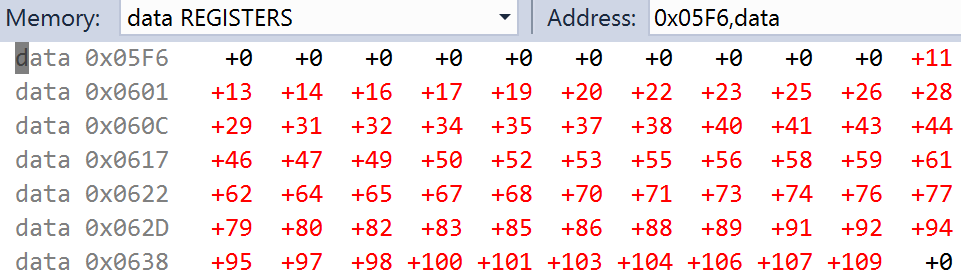 Memory: data REGISTERS Address: 0x05F6,data
data 0x05F6 +0 +0 +0 +0 +0 +0 +0 +0 +0 +0 +11
data 0x0601 +13 +14 +16 +17 +19 +20 +22 +23 +25 +26 +28
data 0x060C +29 +31 +32 +34 +35 +37 +38 +40 +41 +43 +44
data 0x0617 +46 +47 +49 +50 +52 +53 +55 +56 +58 +59 +61
data 0x0622 +62 +64 +65 +67 +68 +70 +71 +73 +74 +76 +77
data 0x062D +79 +80 +82 +83 +85 +86 +88 +89 +91 +92 +94
data 0x0638 +95 +97 +98 +100 +101 +103 +104 +106 +107 +109 +0